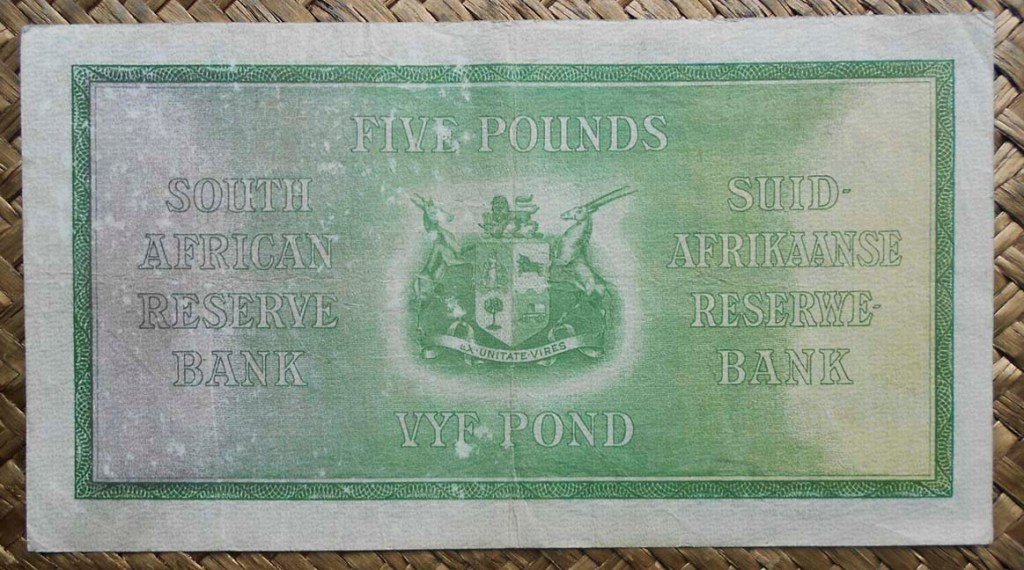 FIVE POUNDS
SOUTH
AFRICAN
RESERVE
BANK
SUID-
AFRIKAANSE
RESERWE-
BANK
EX·UNITATE·VIRES
VYF POND